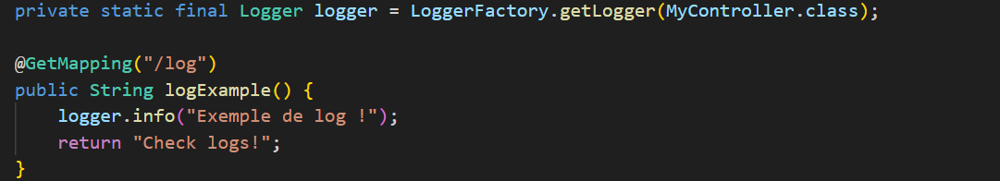 private static final Logger logger = LoggerFactory.getLogger(MyController.class);
@GetMapping("/log")
public String logExample() {
logger.info("Exemple de log !");
return "Check logs!";
}